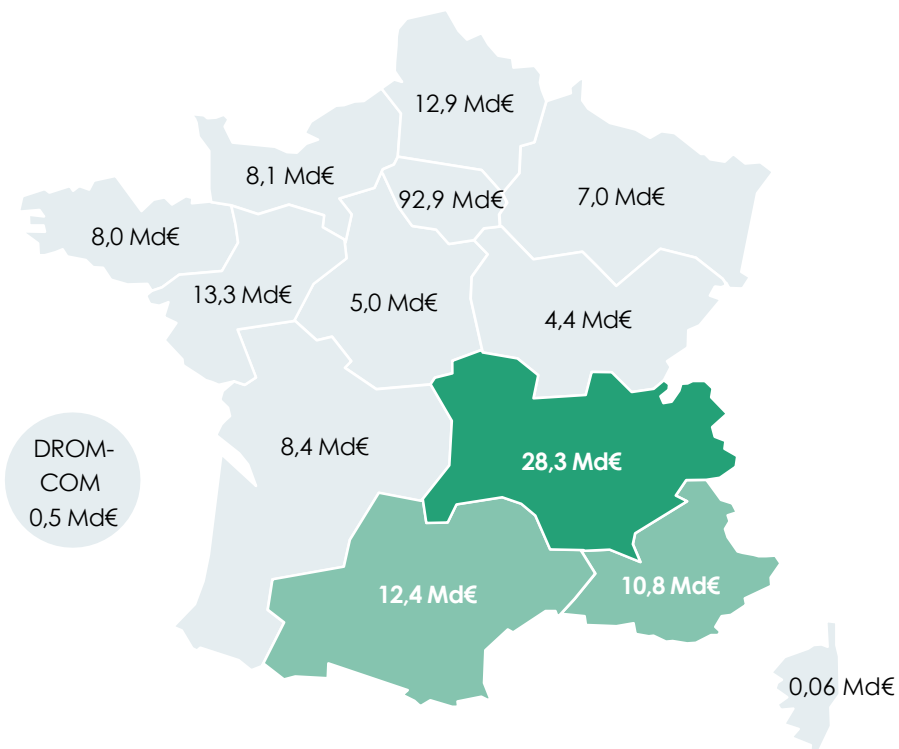 12,9 Md€
8,1 Md€
92,9 Md€
7,0 Md€
8,0 Md€
13,3 Md€
5,0 Md€
4,4 Md€
8,4 Md€
28,3 Md€
DROM-
COM
0,5 Md€
12,4 Md€
10,8 Md€
0,06 Md€